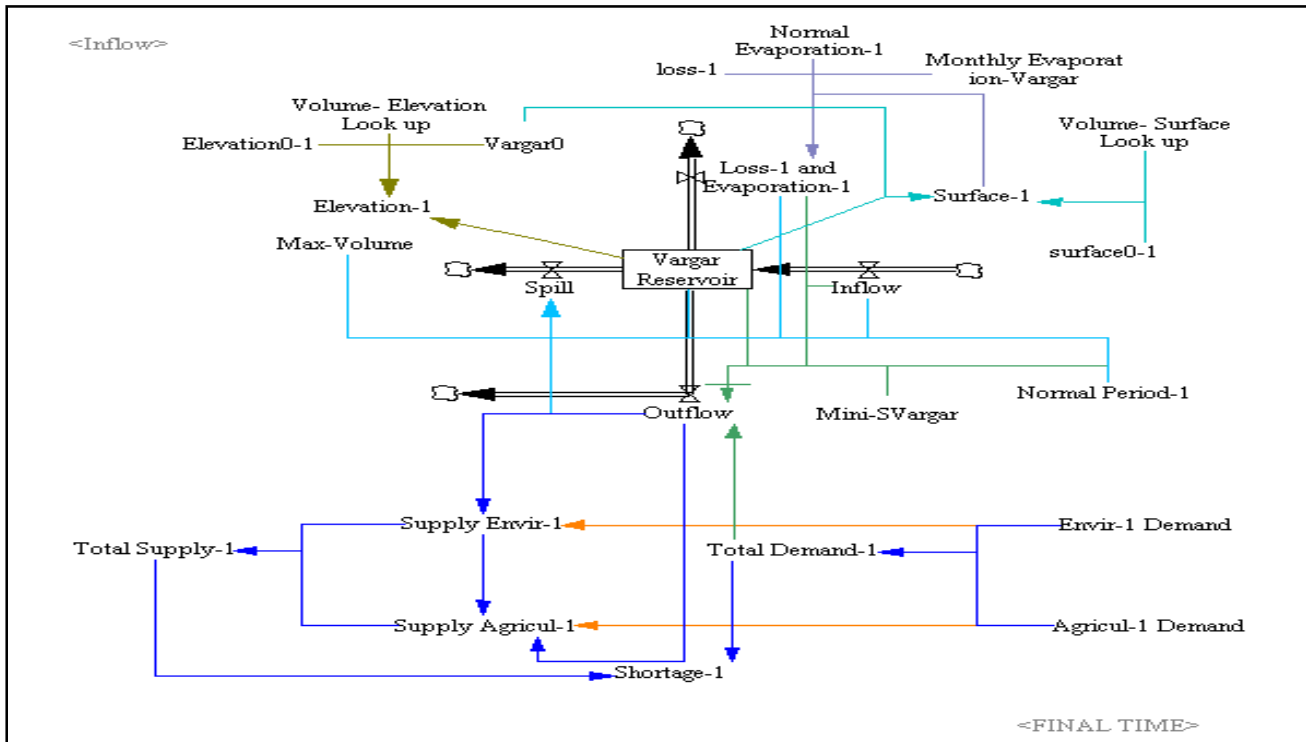 <Inflow>
Normal
Evaporation-1
loss-1
Monthly Evaporat
ion-Vargar
Volume- Elevation
Look up
Elevation0-1
Vargar0
Volume- Surface
Look up
Loss-1 and
Evaporation-1
Elevation-1
Surface-1
Max-Volume
surface0-1
Vargar
Reservoir
Spill
Inflow
Normal Period-1
Outflow
Mini-SVargar
Supply Envir-1
Envir-1 Demand
Total Supply-1
Total Demand-1
Supply Agricul-1
Agricul-1 Demand
Shortage-1
<FINAL TIME>